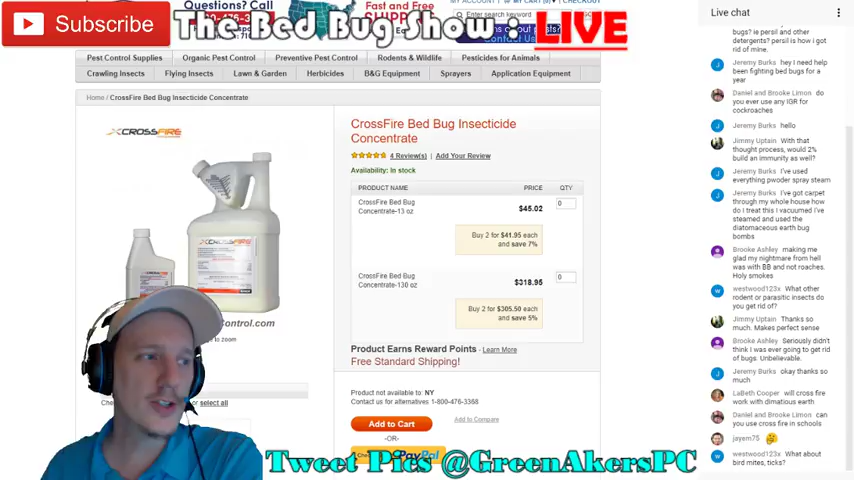 Subscribe
The Bed Bug Show : LIVE
Questions? Call
and Canada
Enter search keyword
Pest Control Supplies
Organic Pest Control
Preventive Pest Control
Rodents & Wildlife
Pesticides for Animals
Crawling Insects
Flying Insects
Lawn & Garden
Herbicides
B&G Equipment
Sprayers
Application Equipment
Home / CrossFire Bed Bug Insecticide Concentrate
CROSSFIRE
CROSSFIRE
CrossFire Bed Bug Insecticide
Concentrate
4 Review(s) | Add Your Review
Availability: In stock
PRODUCT NAME PRICE QTY
CrossFire Bed Bug
Concentrate-13 oz
$45.02
0
Buy 2 for $41.95 each
and save 7%
CrossFire Bed Bug
Concentrate-130 oz
$318.95
0
Buy 2 for $305.50 each
and save 5%
Product Earns Reward Points - Learn More
Free Standard Shipping!
Product not available to: NY
Contact us for alternatives 1-800-476-3368
Add to Cart
Add to Compare
-OR-
PayPal
Control.com
to zoom
or select all
Tweet Pics @GreenAkersPC
Live chat
bugs? ie persil and other
detergents? persil is how i got
rid of mine.
Jeremy Burks hey I need help
been fighting bed bugs for a
year
Daniel and Brooke Limon do
you ever use any IGR for
cockroaches
Jeremy Burks hello
Jimmy Uptain With that
thought process, would 2%
build an immunity as well?
Jeremy Burks I've used
everything pwoder spray steam
Jeremy Burks I've got carpet
through my whole house how
do I treat this I vacuumed I've
steamed and used the
diatomaceous earth bug
bombs
Brooke Ashley making me
glad my nightmare from hell
was with BB and not roaches.
Holy smokes
westwood123x What other
rodent or parasitic insects do
you get rid of?
Jimmy Uptain Thanks so
much. Makes perfect sense
Brooke Ashley Seriously didn't
think I was ever going to get rid
of bugs. Unbelievable.
Jeremy Burks okay thanks so
much
LaBeth Cooper will cross fire
work with dimatious earth
Daniel and Brooke Limon can
you use cross fire in schools
jayem75
westwood123x What about
bird mites, ticks?